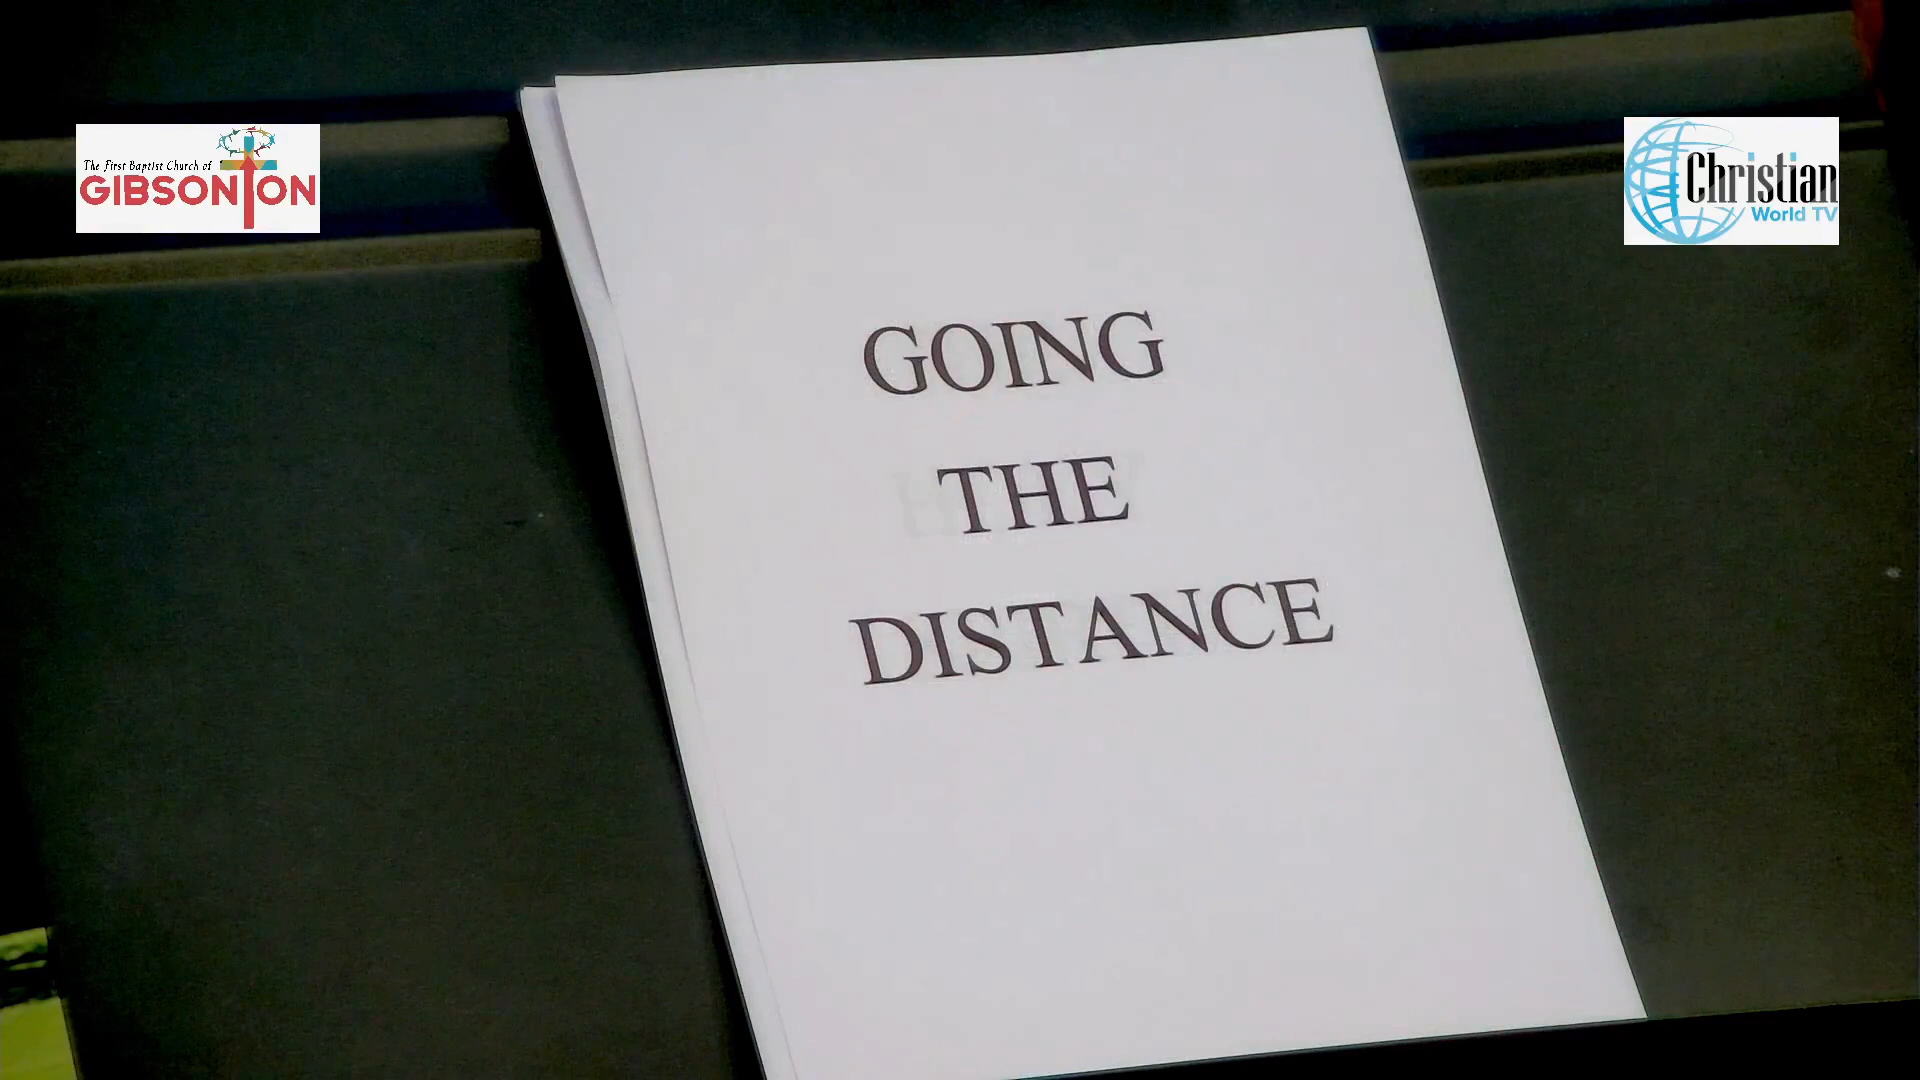 The First Baptist Church of
GIBSONTON
Christian
World TV
GOING
THE
DISTANCE